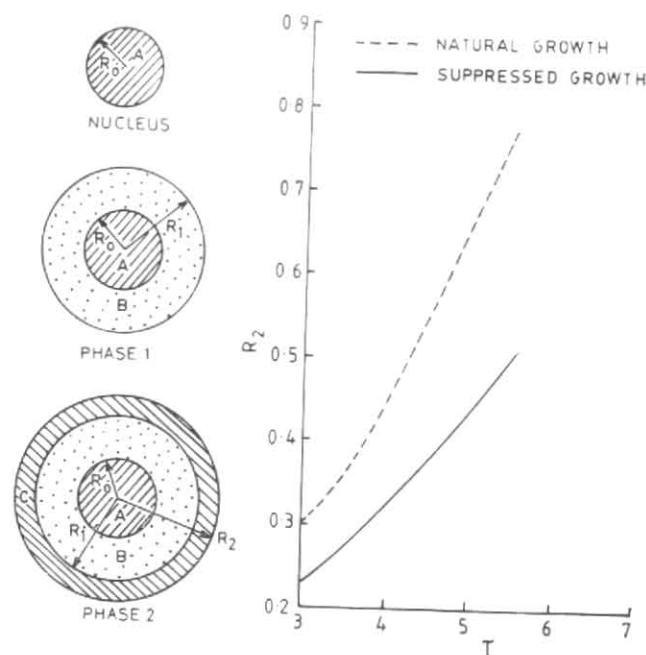 R₀ A
NUCLEUS
R₁
R₀
A
B
PHASE 1
C
R₀
A
R₁
B
R₂
PHASE 2
NATURAL GROWTH
SUPPRESSED GROWTH
0·9
0·8
0·7
0·6
R₂
0·5
0·4
0·3
0·2
3 4 5 6 7
T